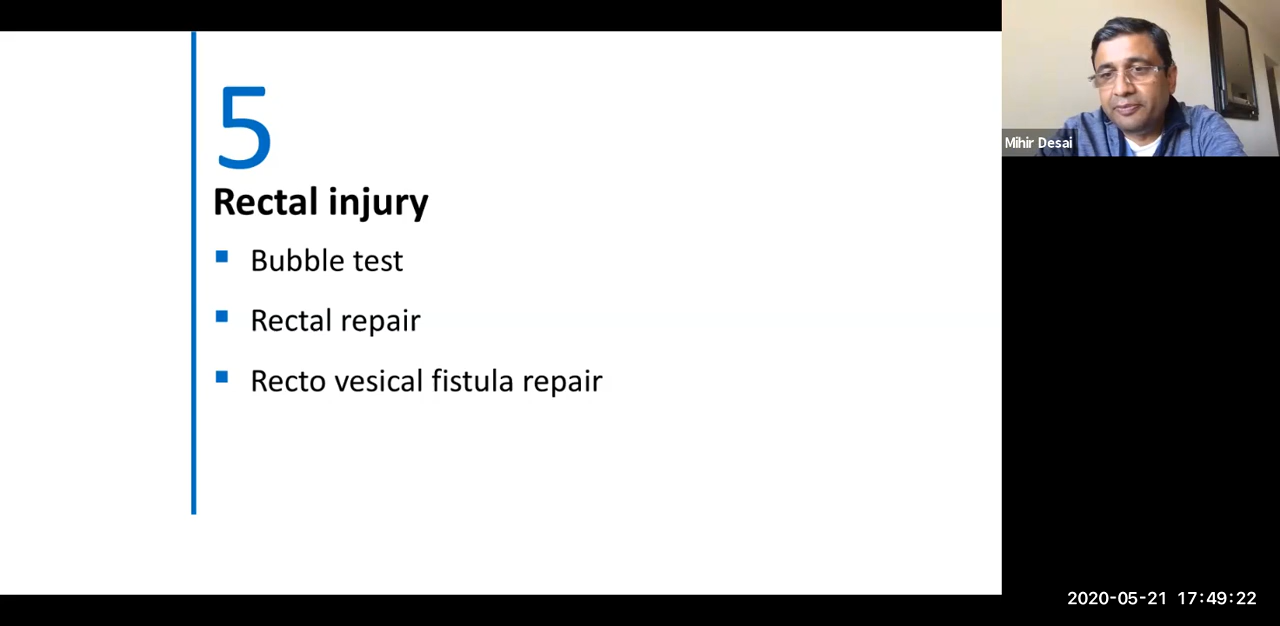 5
Rectal injury
Bubble test
Rectal repair
Recto vesical fistula repair
Mihir Desai
2020-05-21 17:49:22